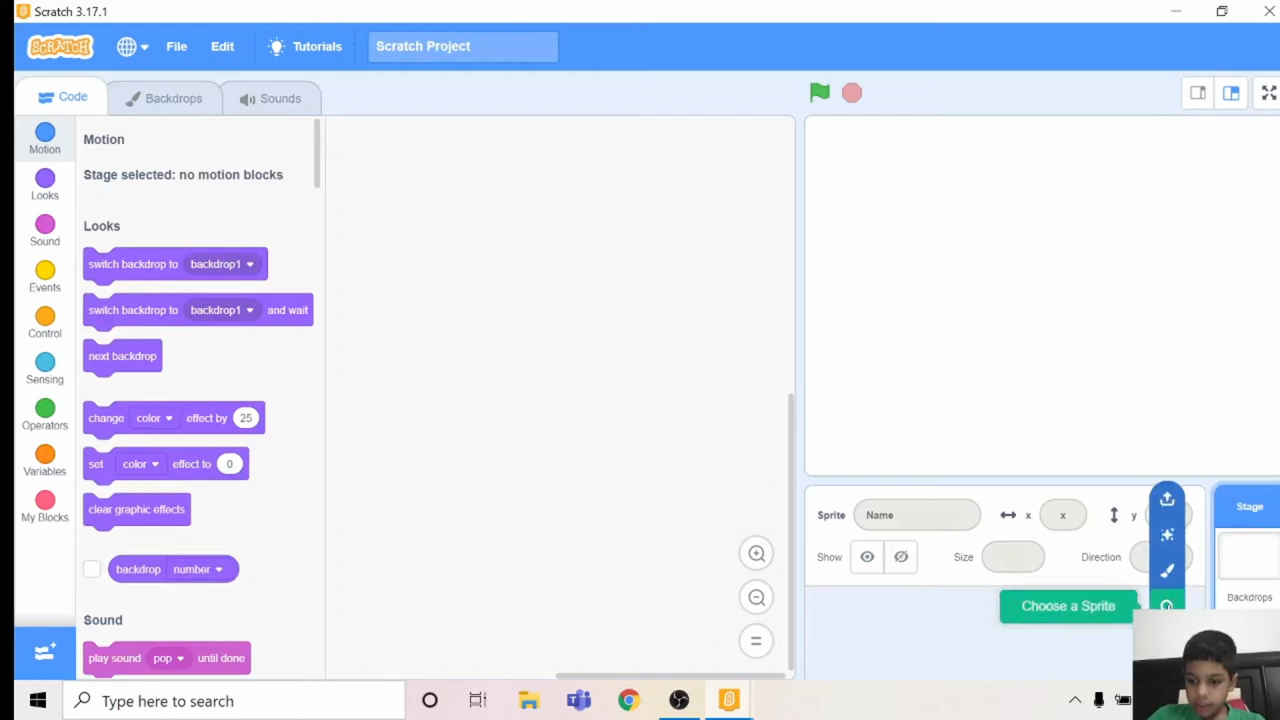 Scratch 3.17.1
SCRATCH
File
Edit
Tutorials
Scratch Project
Code
Backdrops
Sounds
Motion
Looks
Sound
Events
Control
Sensing
Operators
Variables
My Blocks
Motion
Stage selected: no motion blocks
Looks
switch backdrop to backdrop1
switch backdrop to backdrop1 and wait
next backdrop
change color effect by 25
set color effect to 0
clear graphic effects
backdrop number
Sound
play sound pop until done
Sprite Name x x y
Show Size Direction
Choose a Sprite
Stage
Backdrops
Type here to search